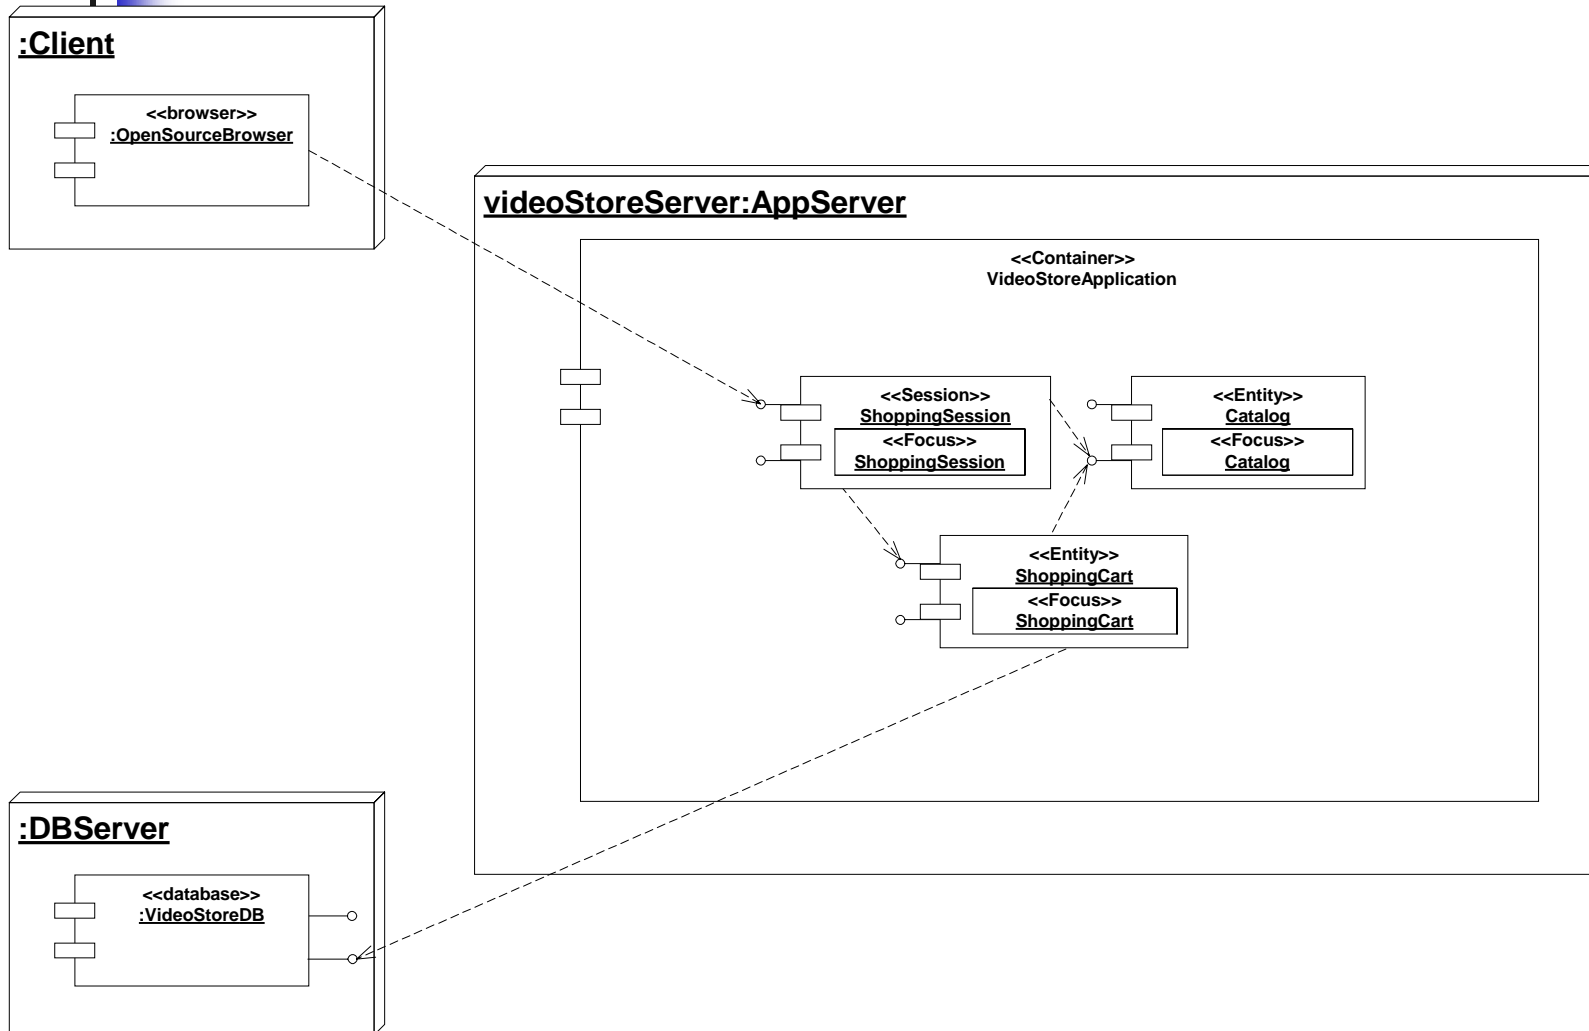 :Client
<<browser>>
:OpenSourceBrowser
videoStoreServer:AppServer
<<Container>>
VideoStoreApplication
<<Session>>
ShoppingSession
<<Focus>>
ShoppingSession
<<Entity>>
Catalog
<<Focus>>
Catalog
<<Entity>>
ShoppingCart
<<Focus>>
ShoppingCart
:DBServer
<<database>>
:VideoStoreDB